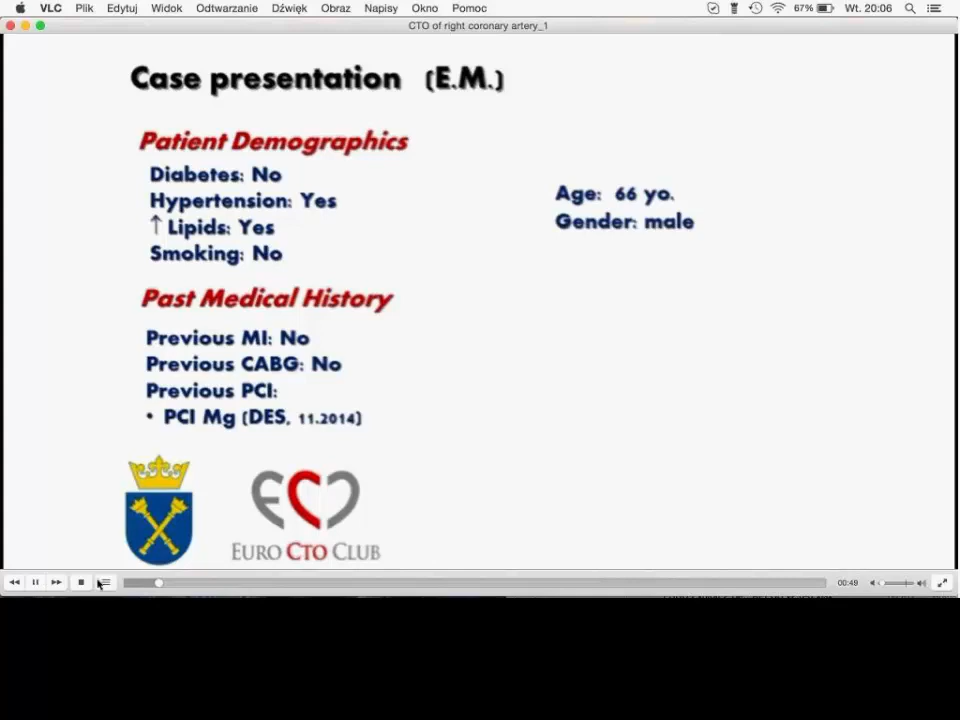 VLC Plik Edytuj Widok Odtwarzanie Dźwięk Obraz Napisy Okno Pomoc 67% Wt. 20:06
CTO of right coronary artery_1
Case presentation (E.M.)
Patient Demographics
Diabetes: No
Hypertension: Yes
↑ Lipids: Yes
Smoking: No
Age: 66 yo.
Gender: male
Past Medical History
Previous MI: No
Previous CABG: No
Previous PCI:
• PCI Mg (DES, 11.2014)
ECC
EURO CTO CLUB
00:49